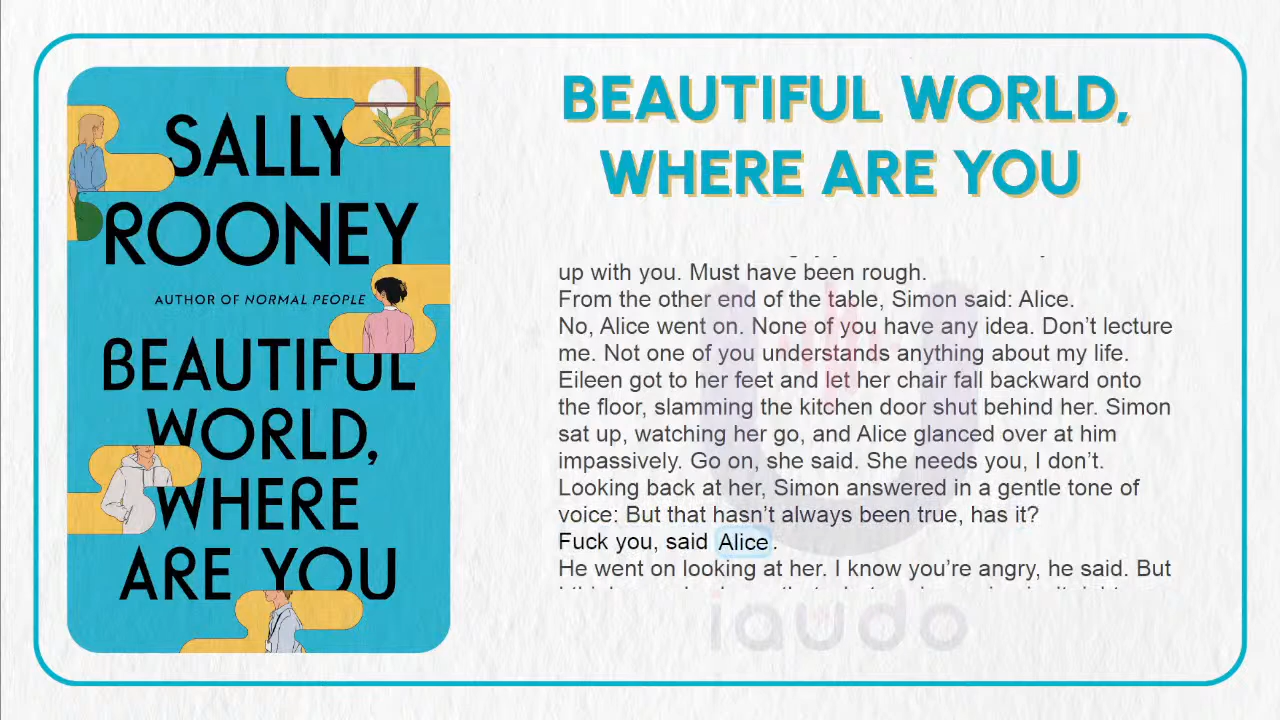 SALLY
ROONEY
AUTHOR OF NORMAL PEOPLE
BEAUTIFUL
WORLD,
WHERE
ARE YOU
BEAUTIFUL WORLD,
WHERE ARE YOU
up with you. Must have been rough.
From the other end of the table, Simon said: Alice.
No, Alice went on. None of you have any idea. Don’t lecture
me. Not one of you understands anything about my life.
Eileen got to her feet and let her chair fall backward onto
the floor, slamming the kitchen door shut behind her. Simon
sat up, watching her go, and Alice glanced over at him
impassively. Go on, she said. She needs you, I don’t.
Looking back at her, Simon answered in a gentle tone of
voice: But that hasn’t always been true, has it?
Fuck you, said Alice.
He went on looking at her. I know you’re angry, he said. But
iaudo